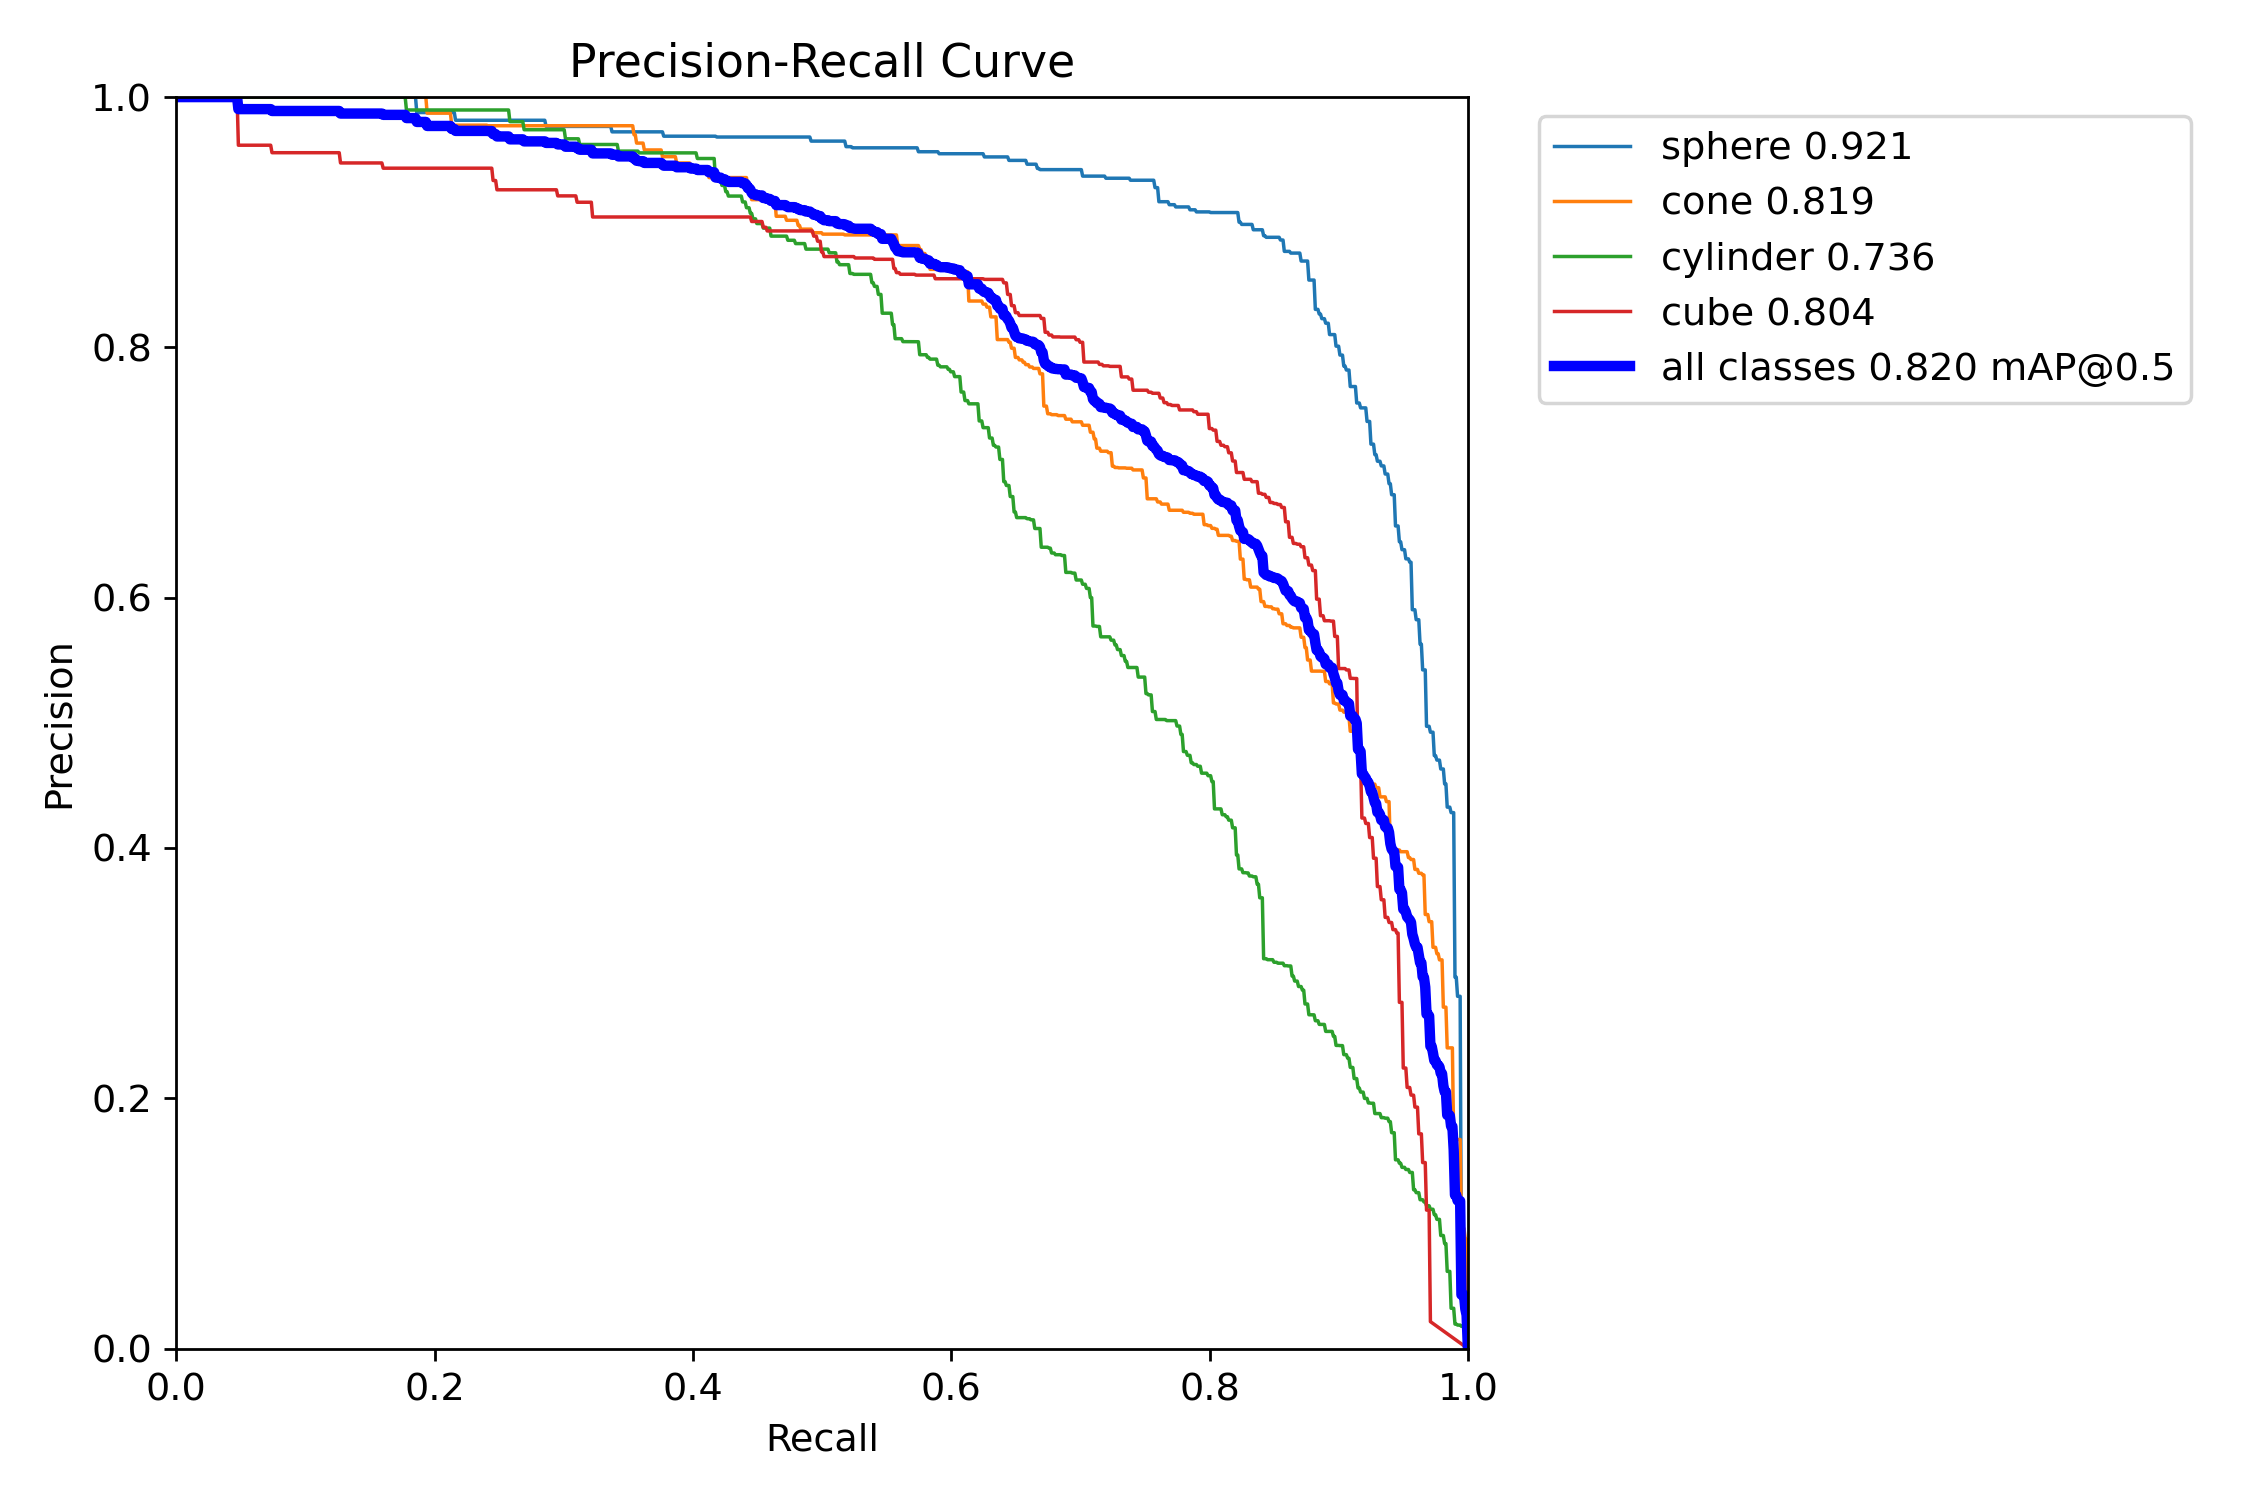 Precision-Recall Curve
1.0
0.8
0.6
0.4
0.2
0.0
Precision
0.0 0.2 0.4 0.6 0.8 1.0
Recall
sphere 0.921
cone 0.819
cylinder 0.736
cube 0.804
all classes 0.820 mAP@0.5